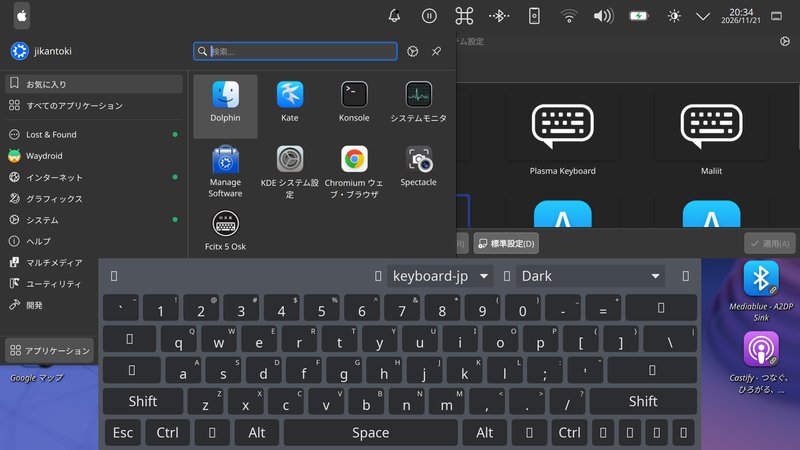 20:34
2026/11/21
jikantoki
検索...
テム設定
お気に入り
すべてのアプリケーション
Lost & Found
Waydroid
インターネット
グラフィックス
システム
ヘルプ
マルチメディア
ユーティリティ
開発
アプリケーション
Dolphin
Kate
Konsole
システムモニタ
Manage
Software
KDE システム設
定
Chromium ウェ
ブ・ブラウザ
Spectacle
OSK
Fcitx 5 Osk
Plasma Keyboard
Maliit
A
A
R)
標準設定(D)
適用(A)
Google マップ
Mediablue - A2DP
Sink
Castify - つなぐ、
ひろがる、...
keyboard-jp
Dark
` ~ 1 ! 2 @ 3 # 4 $ 5 % 6 ^ 7 & 8 * 9 ( 0 ) - _ = +
q Q w W e E r R t T y Y u U i I o O p P [ { ] } \ |
a A s S d D f F g G h H j J k K l L ; : ' "
Shift z Z x X c C v V b B n N m M , < . > / ? Shift
Esc Ctrl Alt Space Alt Ctrl